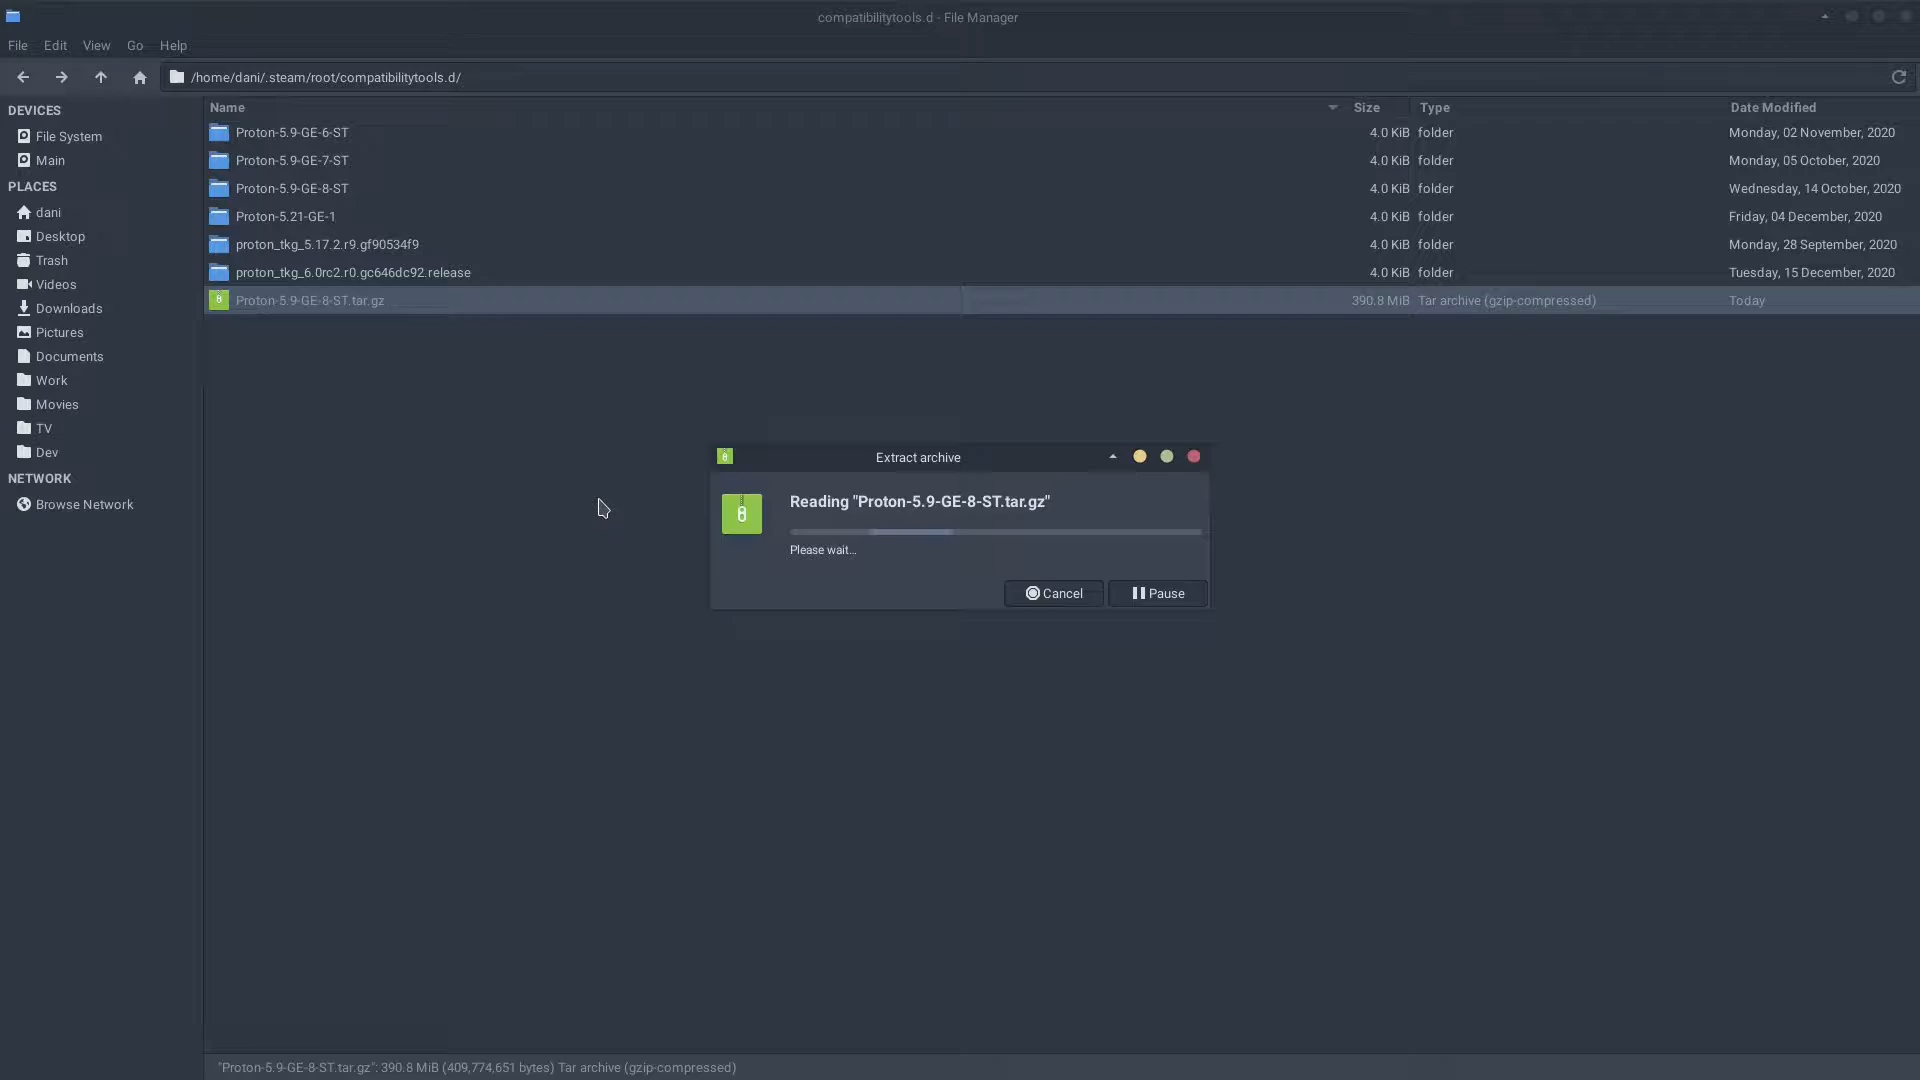 compatibilitytools.d - File Manager
File Edit View Go Help
/home/dani/.steam/root/compatibilitytools.d/
DEVICES
File System
Main
PLACES
dani
Desktop
Trash
Videos
Downloads
Pictures
Documents
Work
Movies
TV
Dev
NETWORK
Browse Network
Name Size Type Date Modified
Proton-5.9-GE-6-ST 4.0 KiB folder Monday, 02 November, 2020
Proton-5.9-GE-7-ST 4.0 KiB folder Monday, 05 October, 2020
Proton-5.9-GE-8-ST 4.0 KiB folder Wednesday, 14 October, 2020
Proton-5.21-GE-1 4.0 KiB folder Friday, 04 December, 2020
proton_tkg_5.17.2.r9.gf90534f9 4.0 KiB folder Monday, 28 September, 2020
proton_tkg_6.0rc2.r0.gc646dc92.release 4.0 KiB folder Tuesday, 15 December, 2020
Proton-5.9-GE-8-ST.tar.gz 390.8 MiB Tar archive (gzip-compressed) Today
Extract archive
Reading "Proton-5.9-GE-8-ST.tar.gz"
Please wait...
Cancel Pause
"Proton-5.9-GE-8-ST.tar.gz": 390.8 MiB (409,774,651 bytes) Tar archive (gzip-compressed)